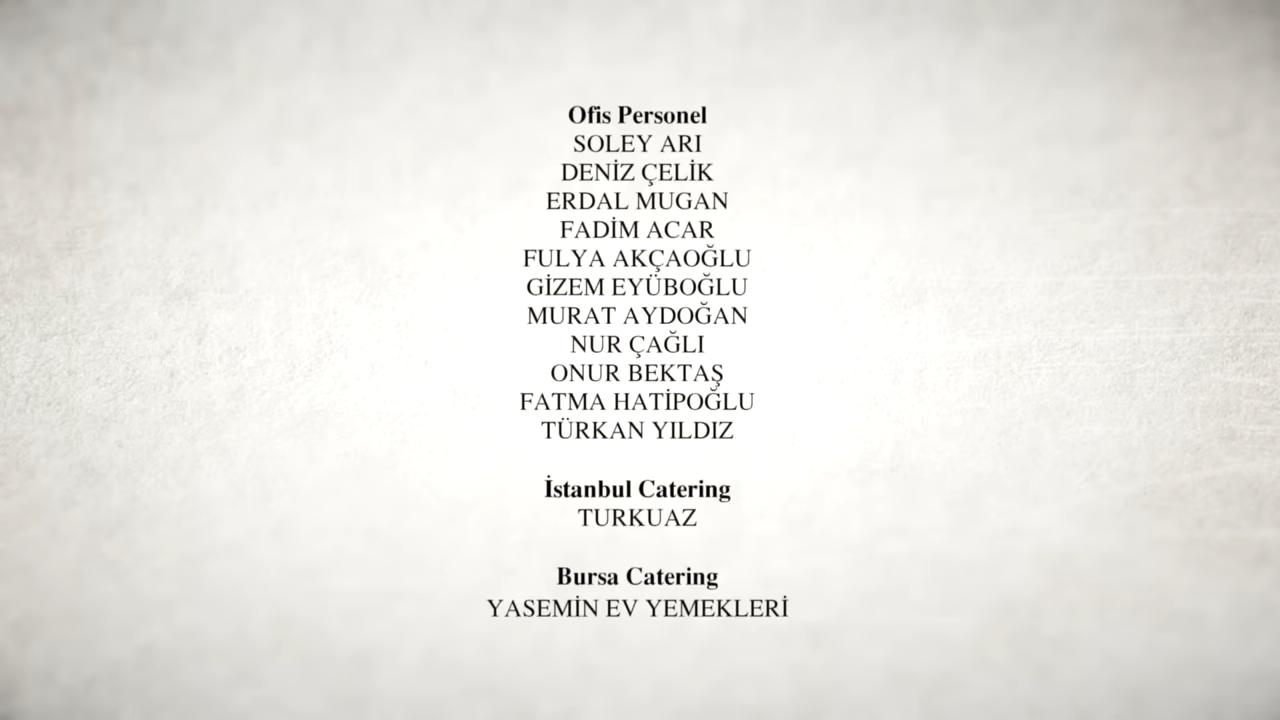 Ofis Personel
SOLEY ARI
DENİZ ÇELİK
ERDAL MUGAN
FADİM ACAR
FULYA AKÇAOĞLU
GİZEM EYÜBOĞLU
MURAT AYDOĞAN
NUR ÇAĞLI
ONUR BEKTAŞ
FATMA HATİPOĞLU
TÜRKAN YILDIZ
İstanbul Catering
TURKUAZ
Bursa Catering
YASEMİN EV YEMEKLERİ